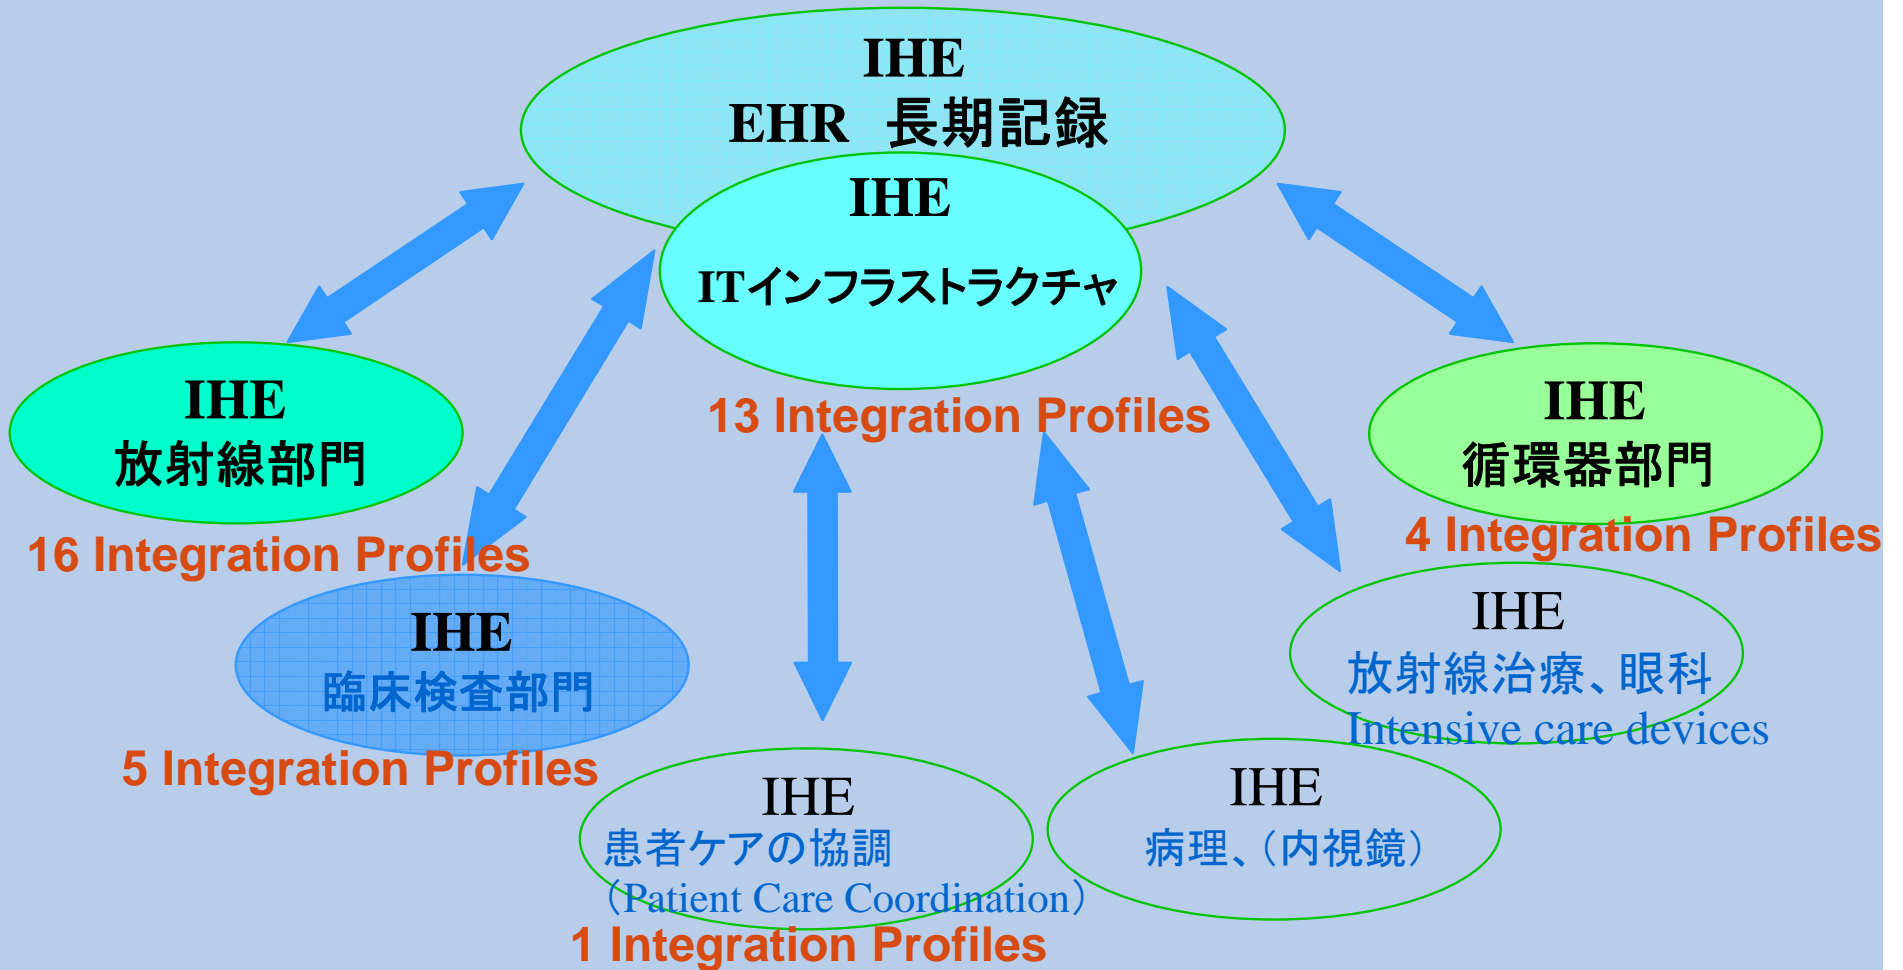 IHE
EHR 長期記録
IHE
ITインフラストラクチャ
13 Integration Profiles
IHE
放射線部門
16 Integration Profiles
IHE
循環器部門
4 Integration Profiles
IHE
臨床検査部門
5 Integration Profiles
IHE
放射線治療、眼科
Intensive care devices
IHE
患者ケアの協調
（Patient Care Coordination）
1 Integration Profiles
IHE
病理、（内視鏡）